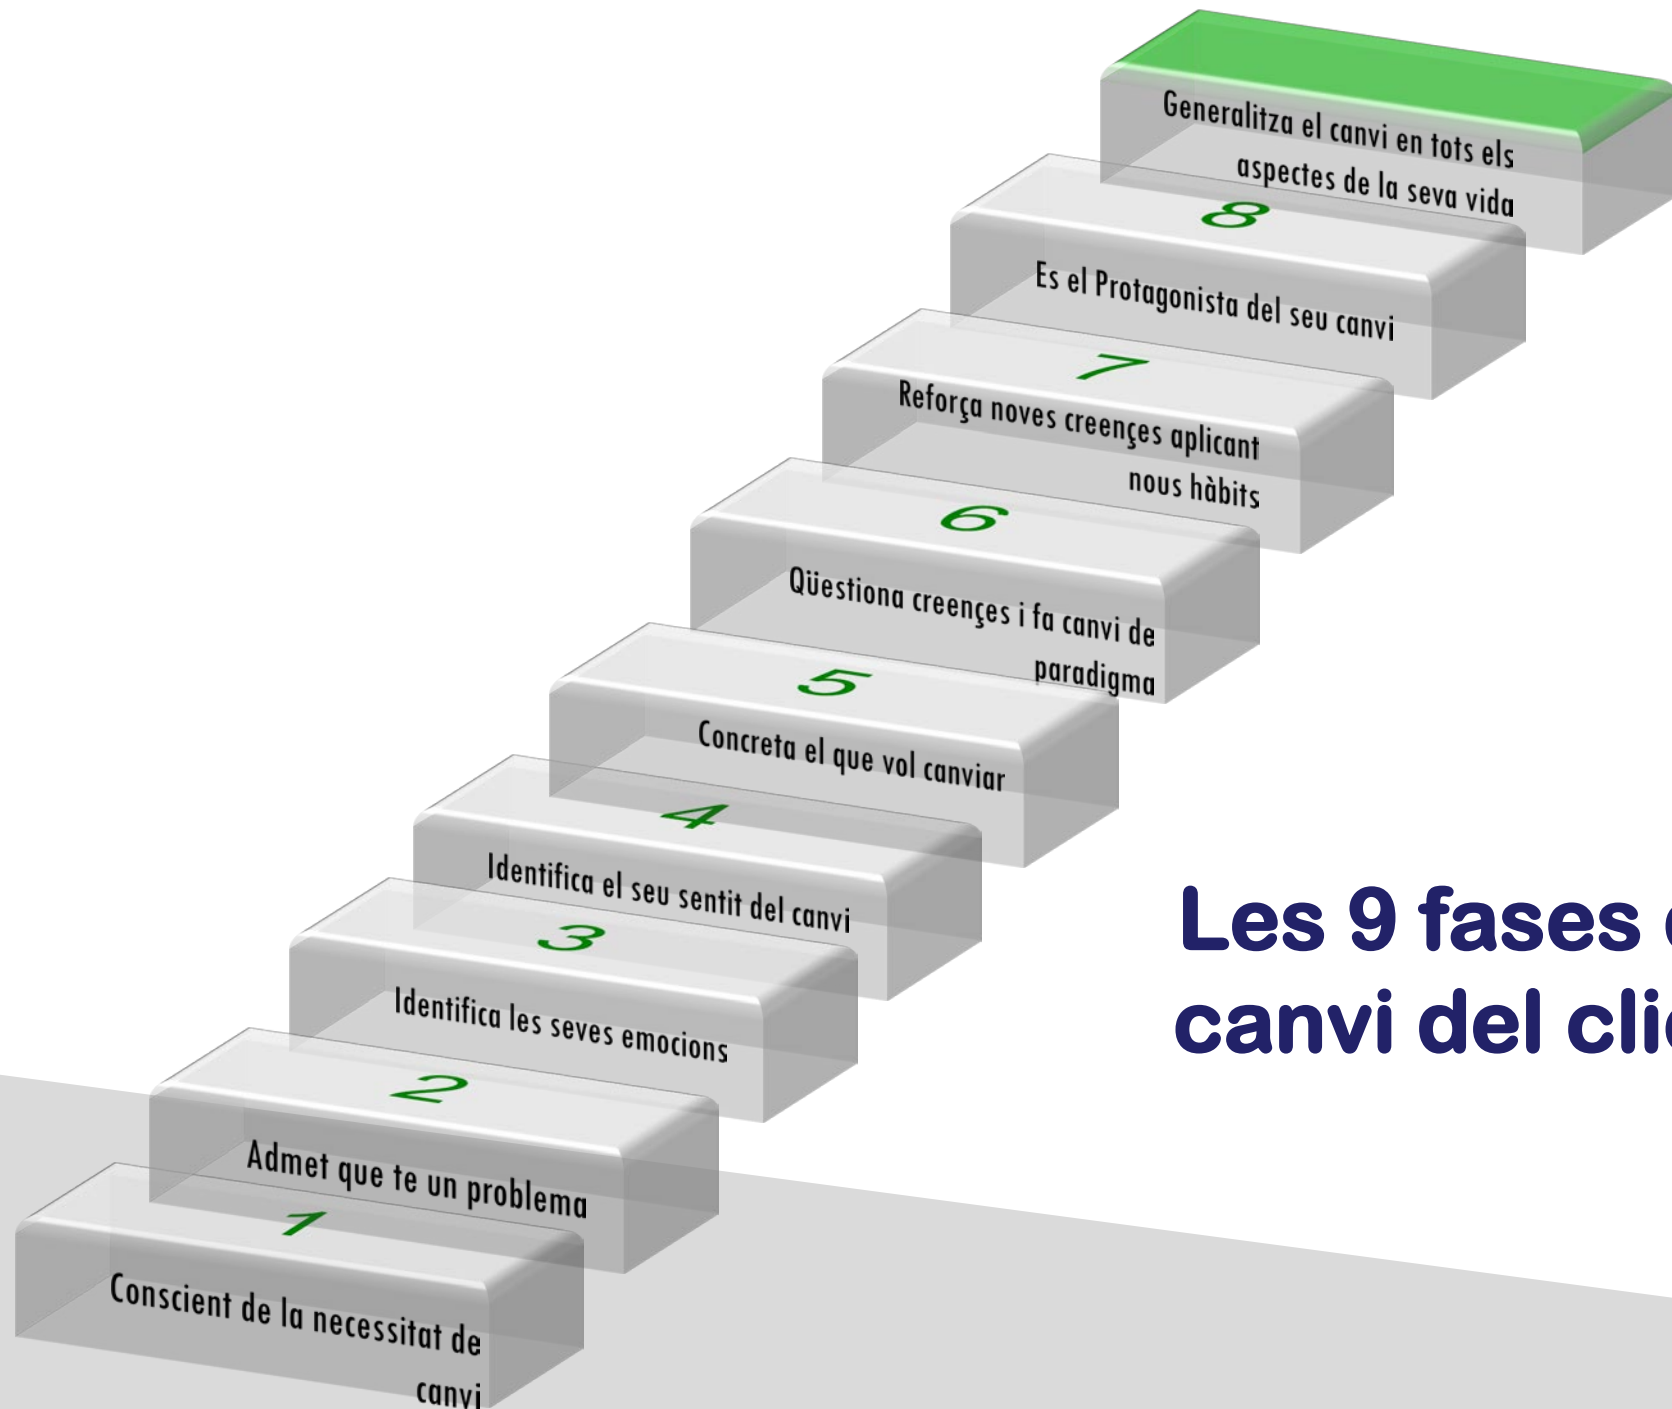 Generalitza el canvi en tots els
aspectes de la seva vida
8
Es el Protagonista del seu canvi
7
Reforça noves creençes aplicant
nous hàbits
6
Qüestiona creençes i fa canvi de
paradigma
5
Concreta el que vol canviar
4
Identifica el seu sentit del canvi
3
Identifica les seves emocions
2
Admet que te un problema
1
Conscient de la necessitat de
canvi
Les 9 fases
canvi del